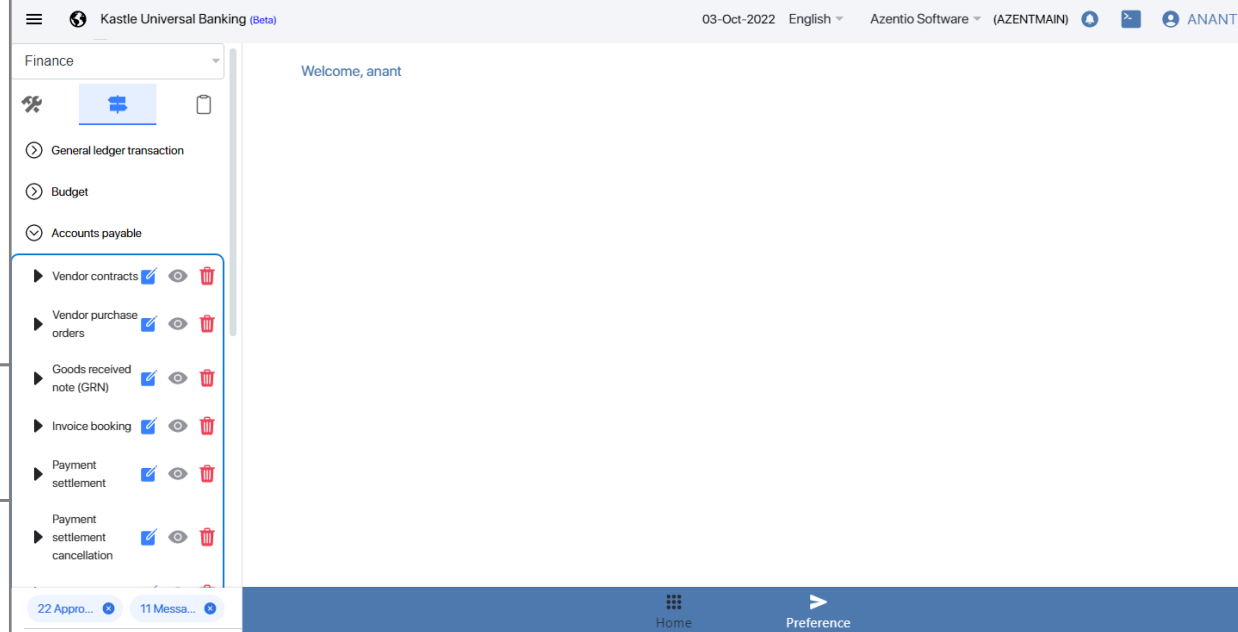 Kastle Universal Banking (Beta)
03-Oct-2022 English Azentio Software (AZENTMAIN) ANANT
Finance
Welcome, anant
General ledger transaction
Budget
Accounts payable
Vendor contracts
Vendor purchase
orders
Goods received
note (GRN)
Invoice booking
Payment
settlement
Payment
settlement
cancellation
22 Appro...
11 Messa...
Home
Preference